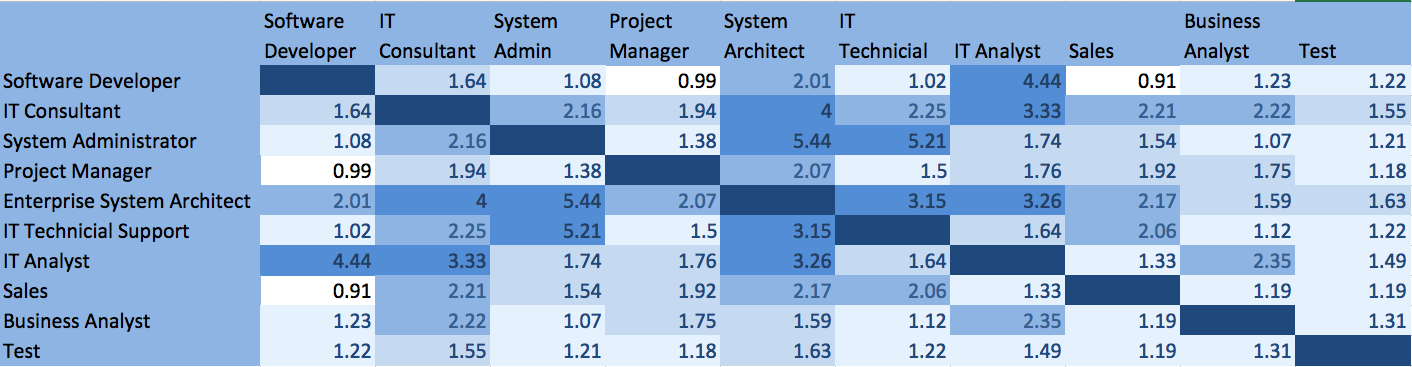 Software IT System Project System IT Business
Developer Consultant Admin Manager Architect Technicial IT Analyst Sales Analyst Test
Software Developer 1.64 1.08 0.99 2.01 1.02 4.44 0.91 1.23 1.22
IT Consultant 1.64 2.16 1.94 4 2.25 3.33 2.21 2.22 1.55
System Administrator 1.08 2.16 1.38 5.44 5.21 1.74 1.54 1.07 1.21
Project Manager 0.99 1.94 1.38 2.07 1.5 1.76 1.92 1.75 1.18
Enterprise System Architect 2.01 4 5.44 2.07 3.15 3.26 2.17 1.59 1.63
IT Technicial Support 1.02 2.25 5.21 1.5 3.15 1.64 2.06 1.12 1.22
IT Analyst 4.44 3.33 1.74 1.76 3.26 1.64 1.33 2.35 1.49
Sales 0.91 2.21 1.54 1.92 2.17 2.06 1.33 1.19 1.19
Business Analyst 1.23 2.22 1.07 1.75 1.59 1.12 2.35 1.19 1.31
Test 1.22 1.55 1.21 1.18 1.63 1.22 1.49 1.19 1.31